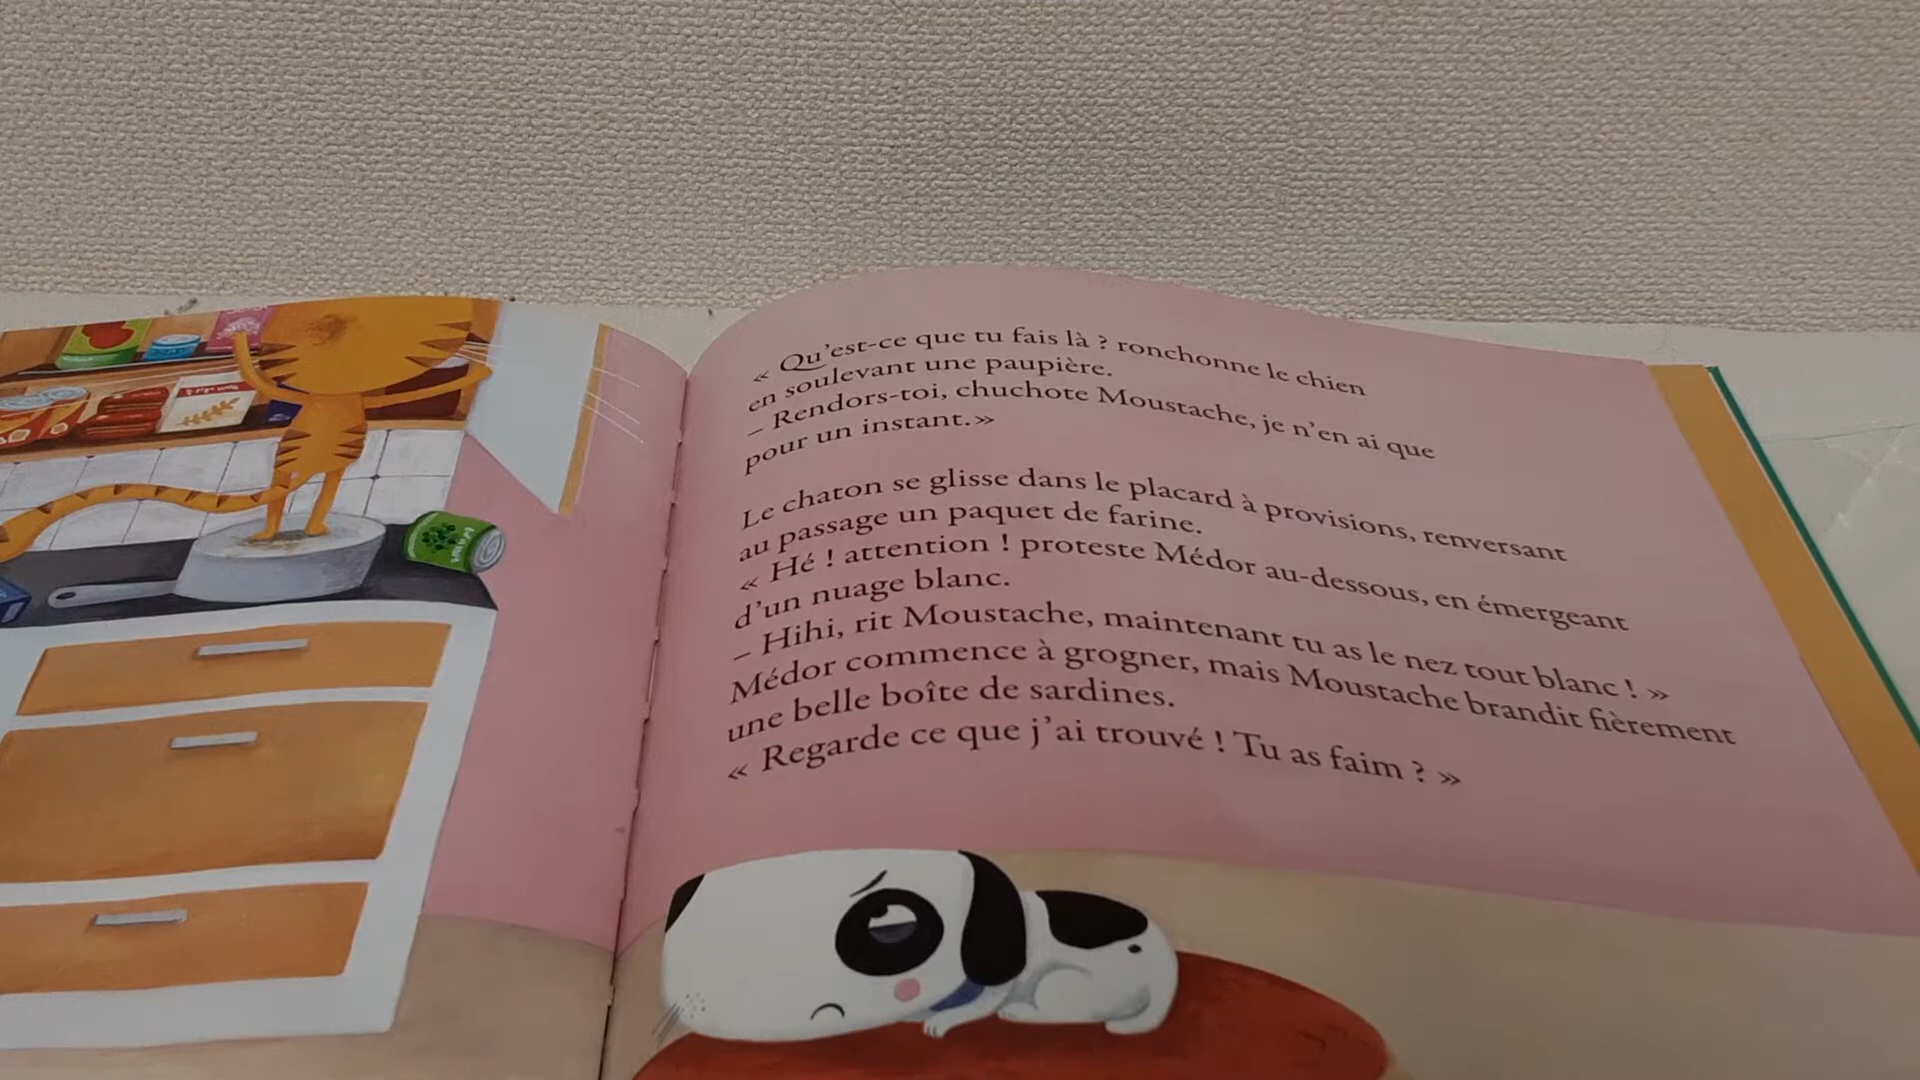 « Qu’est-ce que tu fais là ? ronchonne le chien
en soulevant une paupière.
– Rendors-toi, chuchote Moustache, je n’en ai que
pour un instant. »
Le chaton se glisse dans le placard à provisions, renversant
au passage un paquet de farine.
« Hé ! attention ! proteste Médor au-dessous, en émergeant
d’un nuage blanc.
– Hihi, rit Moustache, maintenant tu as le nez tout blanc ! »
Médor commence à grogner, mais Moustache brandit fièrement
une belle boîte de sardines.
« Regarde ce que j’ai trouvé ! Tu as faim ? »